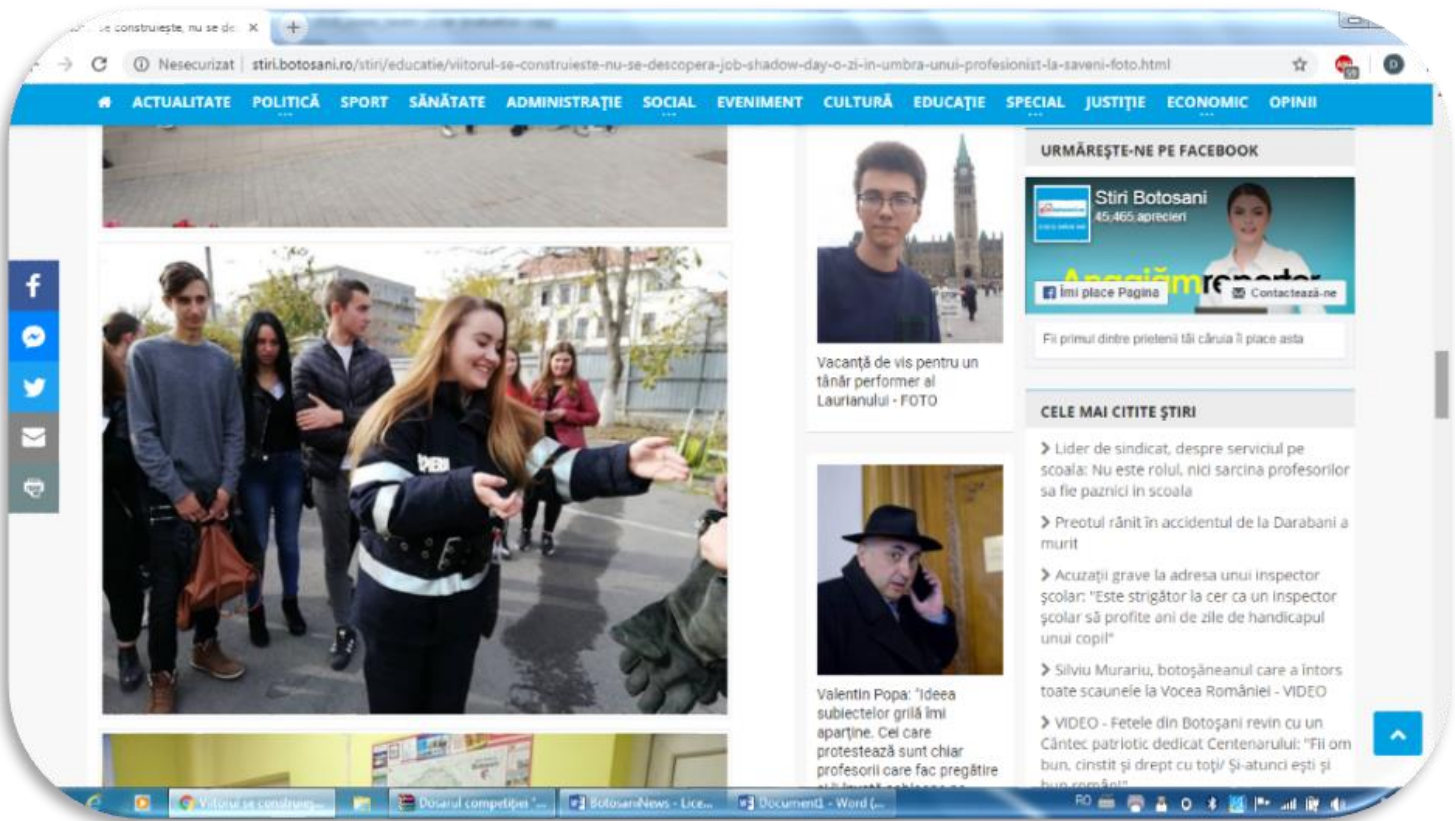 se construiește, nu se de
Nesecurizat | stiri.botosani.ro/stiri/educatie/viitorul-se-construieste-nu-se-descopera-job-shadow-day-o-zi-in-umbra-unui-profesionist-la-saveni-foto.html
59
D
ACTUALITATE POLITICĂ SPORT SĂNĂTATE ADMINISTRAȚIE SOCIAL EVENIMENT CULTURĂ EDUCAȚIE SPECIAL JUSTIȚIE ECONOMIC OPINII
Vacanță de vis pentru un
tânăr performer al
Laurianului - FOTO
Valentin Popa: "Ideea
subiectelor grilă îmi
aparține. Cei care
protestează sunt chiar
profesorii care fac pregătire
URMĂREȘTE-NE PE FACEBOOK
Stiri Botosani
45,465 aprecieri
Angajăm reporter
Îmi place Pagina
Contactează-ne
Fii primul dintre prietenii tăi căruia îi place asta
CELE MAI CITITE ȘTIRI
Lider de sindicat, despre serviciul pe
scoala: Nu este rolul, nici sarcina profesorilor
sa fie paznici in scoala
Preotul rănit în accidentul de la Darabani a
murit
Acuzații grave la adresa unui inspector
școlar: "Este strigător la cer ca un inspector
școlar să profite ani de zile de handicapul
unui copil"
Silviu Murariu, botoșăneanul care a întors
toate scaunele la Vocea României - VIDEO
VIDEO - Fetele din Botoșani revin cu un
Cântec patriotic dedicat Centenarului: "Fii om
bun, cinstit și drept cu toți/ Și-atunci ești și
bun român!"
Viitorul se construieș...
Dosarul competiției '...
BotosaniNews - Lice...
Document1 - Word (...
RO